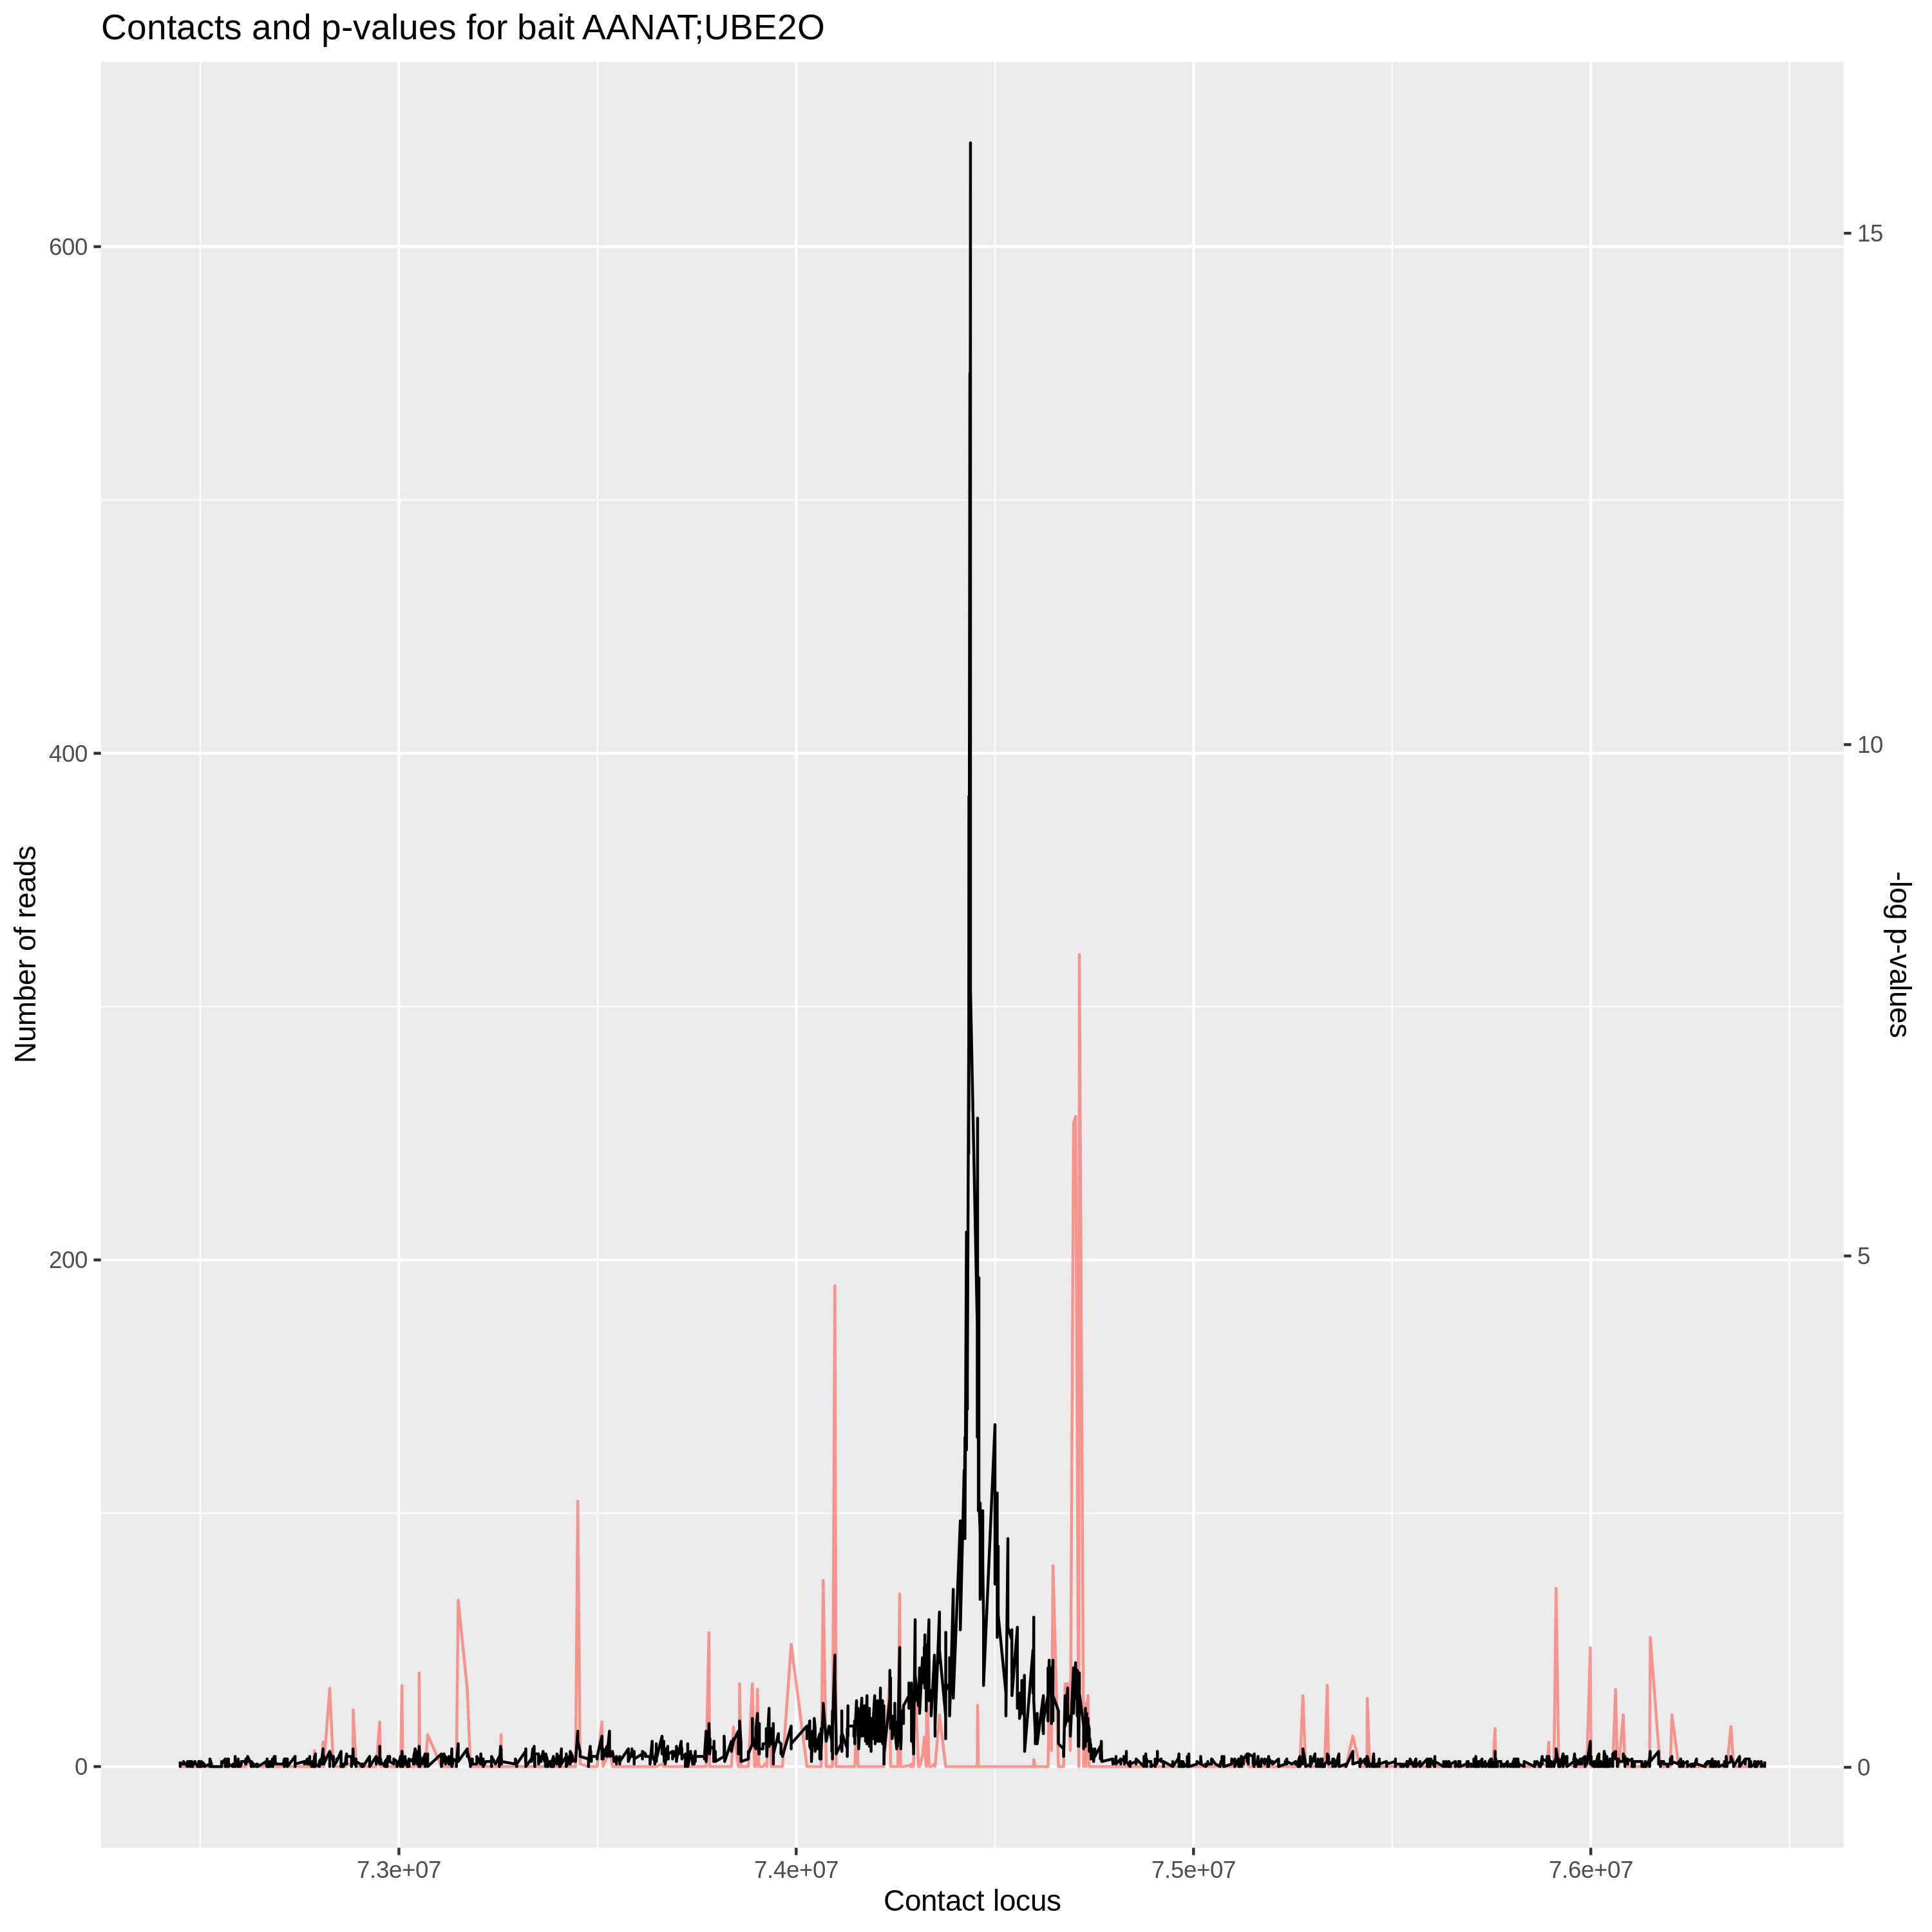 Contacts and p-values for bait AANAT;UBE2O
600
400
200
0
Number of reads
15
10
5
0
-log p-values
7.3e+07 7.4e+07 7.5e+07 7.6e+07
Contact locus